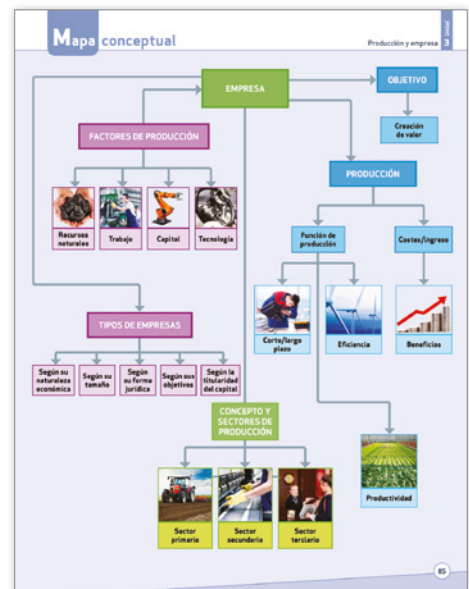 Mapa conceptual
Producción y empresa
EMPRESA
OBJETIVO
Creación
de valor
FACTORES DE PRODUCCIÓN
Recursos
naturales
Trabajo
Capital
Tecnología
PRODUCCIÓN
Función de
producción
Costes/ingreso
Corto/largo
plazo
Eficiencia
Beneficios
TIPOS DE EMPRESAS
Según su
naturaleza
económica
Según su
tamaño
Según
su forma
jurídica
Según sus
objetivos
Según la
titularidad
del capital
CONCEPTO Y
SECTORES DE
PRODUCCIÓN
Productividad
Sector
primario
Sector
secundario
Sector
terciario
85